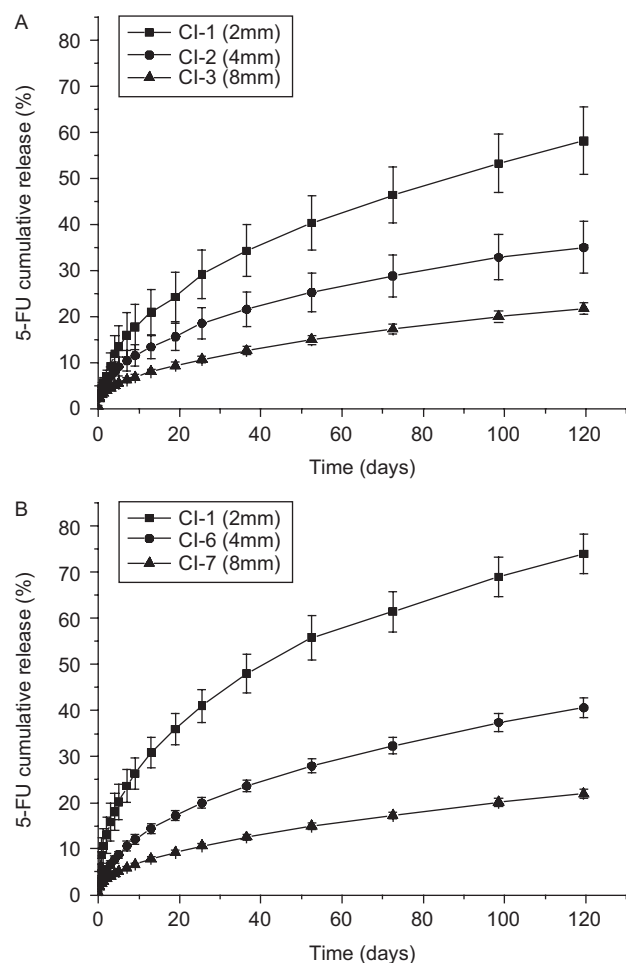 A
CI-1 (2mm)
CI-2 (4mm)
CI-3 (8mm)
5-FU cumulative release (%)
80
70
60
50
40
30
20
10
0
0 20 40 60 80 100 120
Time (days)
B
CI-1 (2mm)
CI-6 (4mm)
CI-7 (8mm)
5-FU cumulative release (%)
80
70
60
50
40
30
20
10
0
0 20 40 60 80 100 120
Time (days)